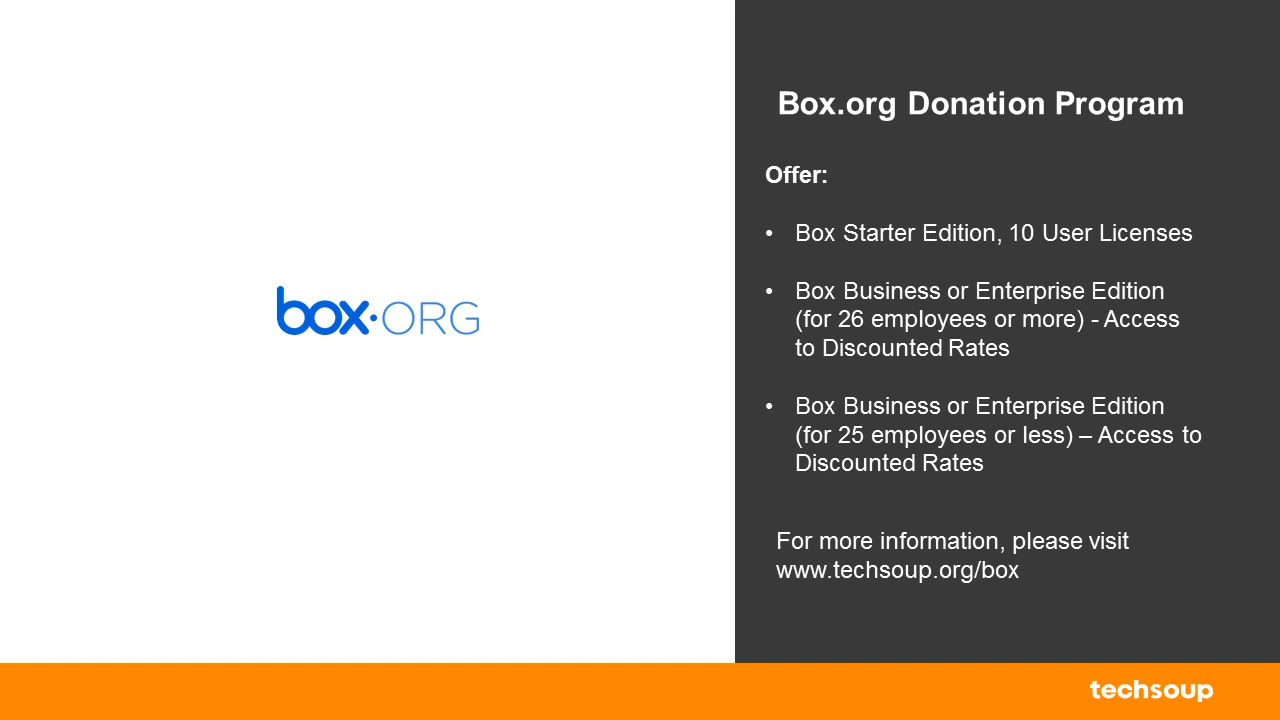 box.ORG
Box.org Donation Program
Offer:
• Box Starter Edition, 10 User Licenses
• Box Business or Enterprise Edition
(for 26 employees or more) - Access
to Discounted Rates
• Box Business or Enterprise Edition
(for 25 employees or less) – Access to
Discounted Rates
For more information, please visit
www.techsoup.org/box
techsoup